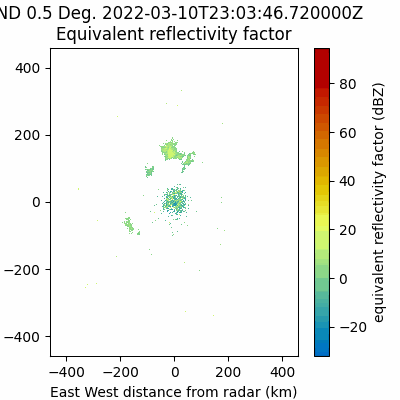 ND 0.5 Deg. 2022-03-10T23:03:46.720000Z
Equivalent reflectivity factor
400
200
0
−200
−400
−400 −200 0 200 400
East West distance from radar (km)
80
60
40
20
0
−20
equivalent reflectivity factor (dBZ)